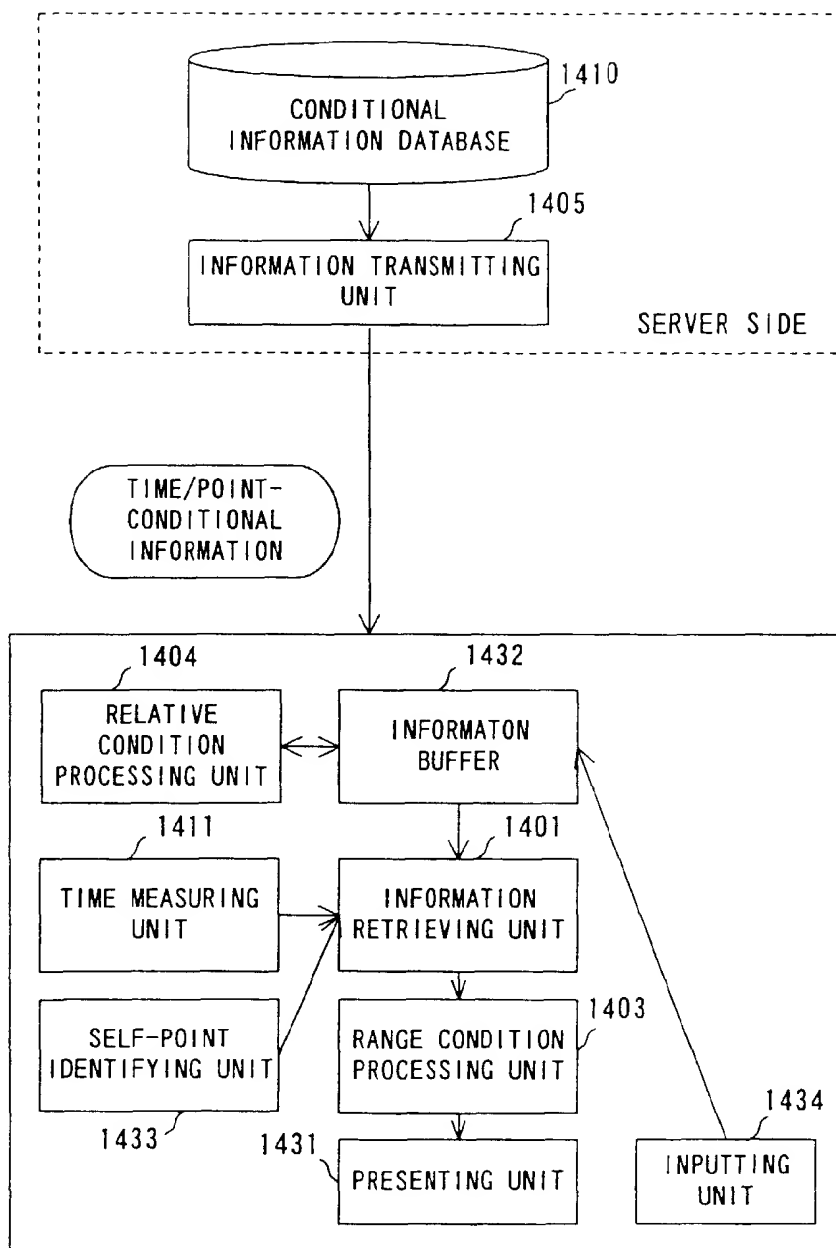 1410
CONDITIONAL
INFORMATION DATABASE
1405
INFORMATION TRANSMITTING
UNIT
SERVER SIDE
TIME/POINT-
CONDITIONAL
INFORMATION
1404
1432
RELATIVE
CONDITION
PROCESSING UNIT
INFORMATON
BUFFER
1411
1401
TIME MEASURING
UNIT
INFORMATION
RETRIEVING UNIT
1403
SELF-POINT
IDENTIFYING UNIT
RANGE CONDITION
PROCESSING UNIT
1433
1431
1434
PRESENTING UNIT
INPUTTING
UNIT